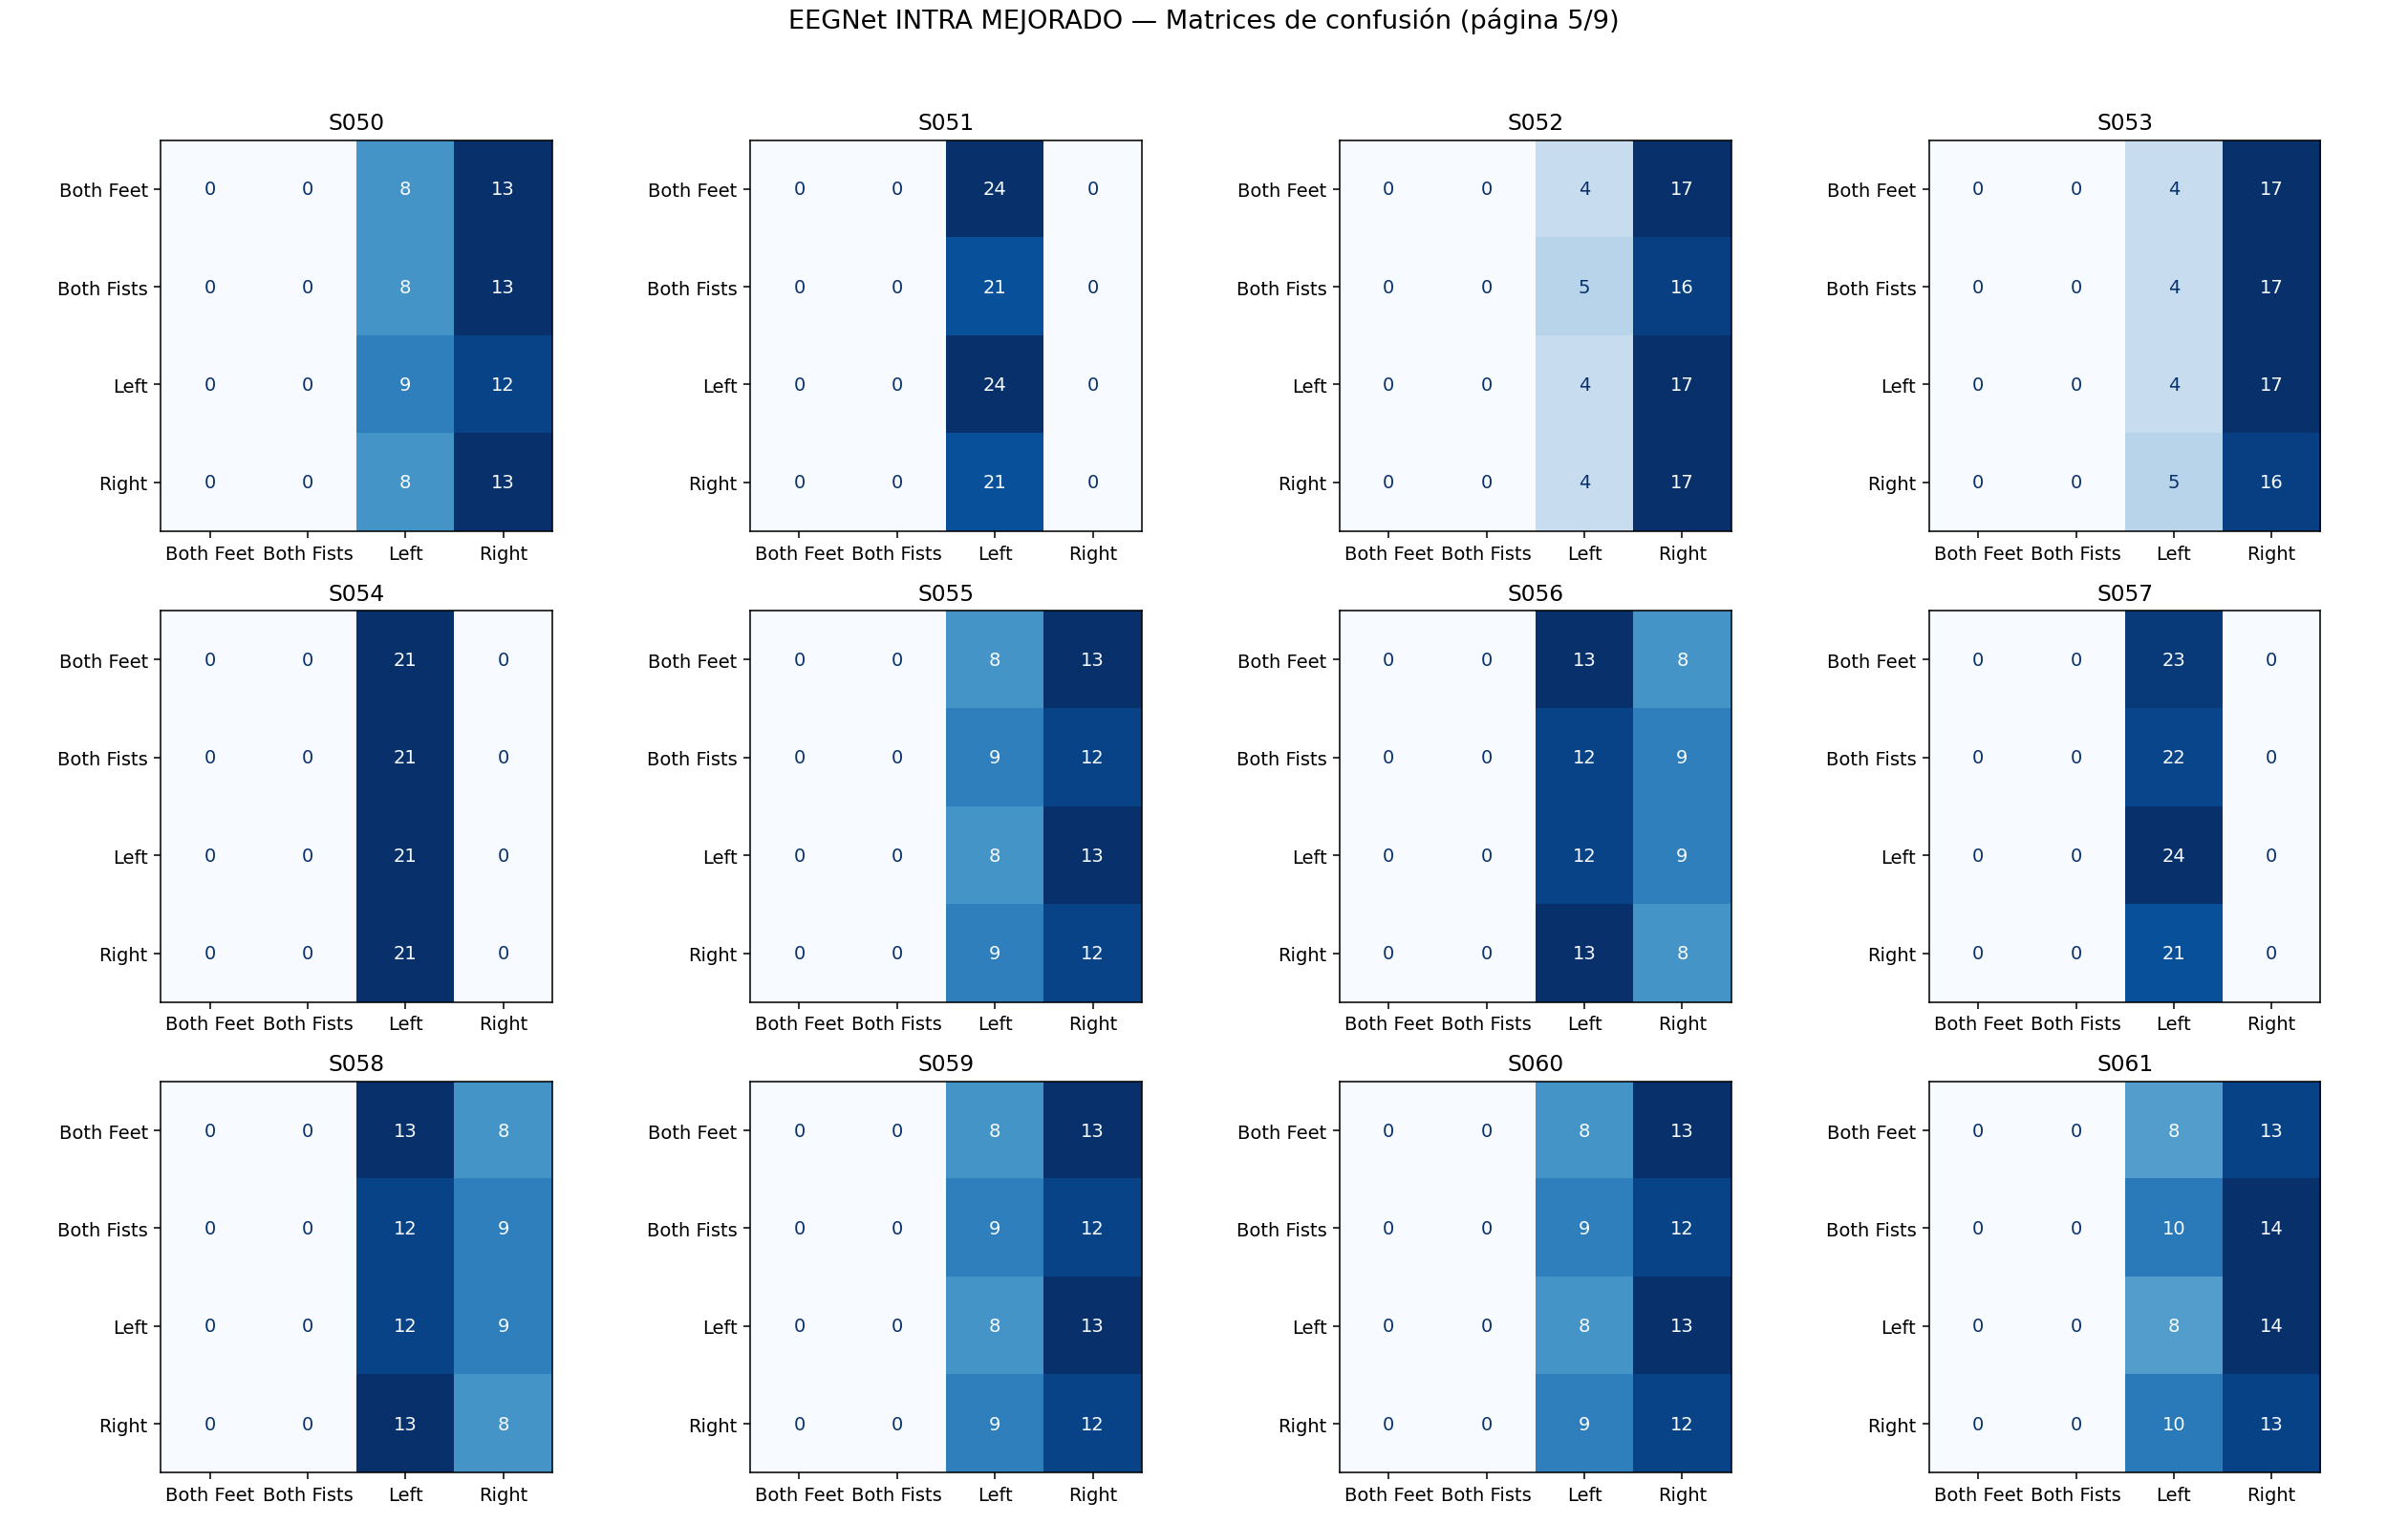 EEGNet INTRA MEJORADO — Matrices de confusión (página 5/9)
S050 S051 S052 S053
Both Feet 0 0 8 13 Both Feet 0 0 24 0 Both Feet 0 0 4 17 Both Feet 0 0 4 17
Both Fists 0 0 8 13 Both Fists 0 0 21 0 Both Fists 0 0 5 16 Both Fists 0 0 4 17
Left 0 0 9 12 Left 0 0 24 0 Left 0 0 4 17 Left 0 0 4 17
Right 0 0 8 13 Right 0 0 21 0 Right 0 0 4 17 Right 0 0 5 16
Both Feet Both Fists Left Right Both Feet Both Fists Left Right Both Feet Both Fists Left Right Both Feet Both Fists Left Right
S054 S055 S056 S057
Both Feet 0 0 21 0 Both Feet 0 0 8 13 Both Feet 0 0 13 8 Both Feet 0 0 23 0
Both Fists 0 0 21 0 Both Fists 0 0 9 12 Both Fists 0 0 12 9 Both Fists 0 0 22 0
Left 0 0 21 0 Left 0 0 8 13 Left 0 0 12 9 Left 0 0 24 0
Right 0 0 21 0 Right 0 0 9 12 Right 0 0 13 8 Right 0 0 21 0
Both Feet Both Fists Left Right Both Feet Both Fists Left Right Both Feet Both Fists Left Right Both Feet Both Fists Left Right
S058 S059 S060 S061
Both Feet 0 0 13 8 Both Feet 0 0 8 13 Both Feet 0 0 8 13 Both Feet 0 0 8 13
Both Fists 0 0 12 9 Both Fists 0 0 9 12 Both Fists 0 0 9 12 Both Fists 0 0 10 14
Left 0 0 12 9 Left 0 0 8 13 Left 0 0 8 13 Left 0 0 8 14
Right 0 0 13 8 Right 0 0 9 12 Right 0 0 9 12 Right 0 0 10 13
Both Feet Both Fists Left Right Both Feet Both Fists Left Right Both Feet Both Fists Left Right Both Feet Both Fists Left Right